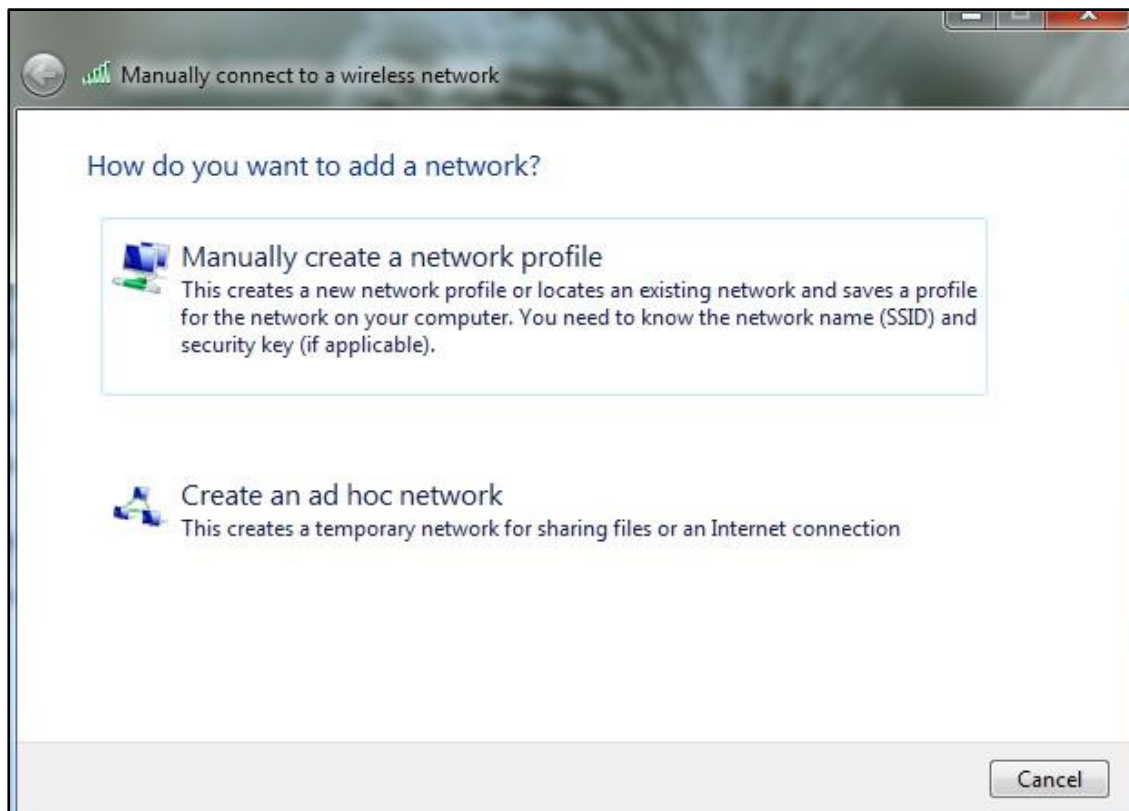 Manually connect to a wireless network
How do you want to add a network?
Manually create a network profile
This creates a new network profile or locates an existing network and saves a profile
for the network on your computer. You need to know the network name (SSID) and
security key (if applicable).
Create an ad hoc network
This creates a temporary network for sharing files or an Internet connection
Cancel